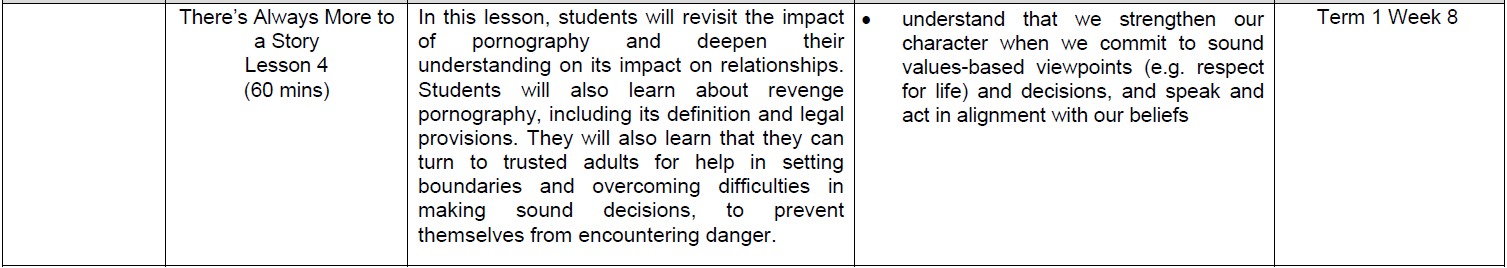 There’s Always More to
a Story
Lesson 4
(60 mins)
In this lesson, students will revisit the impact
of pornography and deepen their
understanding on its impact on relationships.
Students will also learn about revenge
pornography, including its definition and legal
provisions. They will also learn that they can
turn to trusted adults for help in setting
boundaries and overcoming difficulties in
making sound decisions, to prevent
themselves from encountering danger.
• understand that we strengthen our
character when we commit to sound
values-based viewpoints (e.g. respect
for life) and decisions, and speak and
act in alignment with our beliefs
Term 1 Week 8